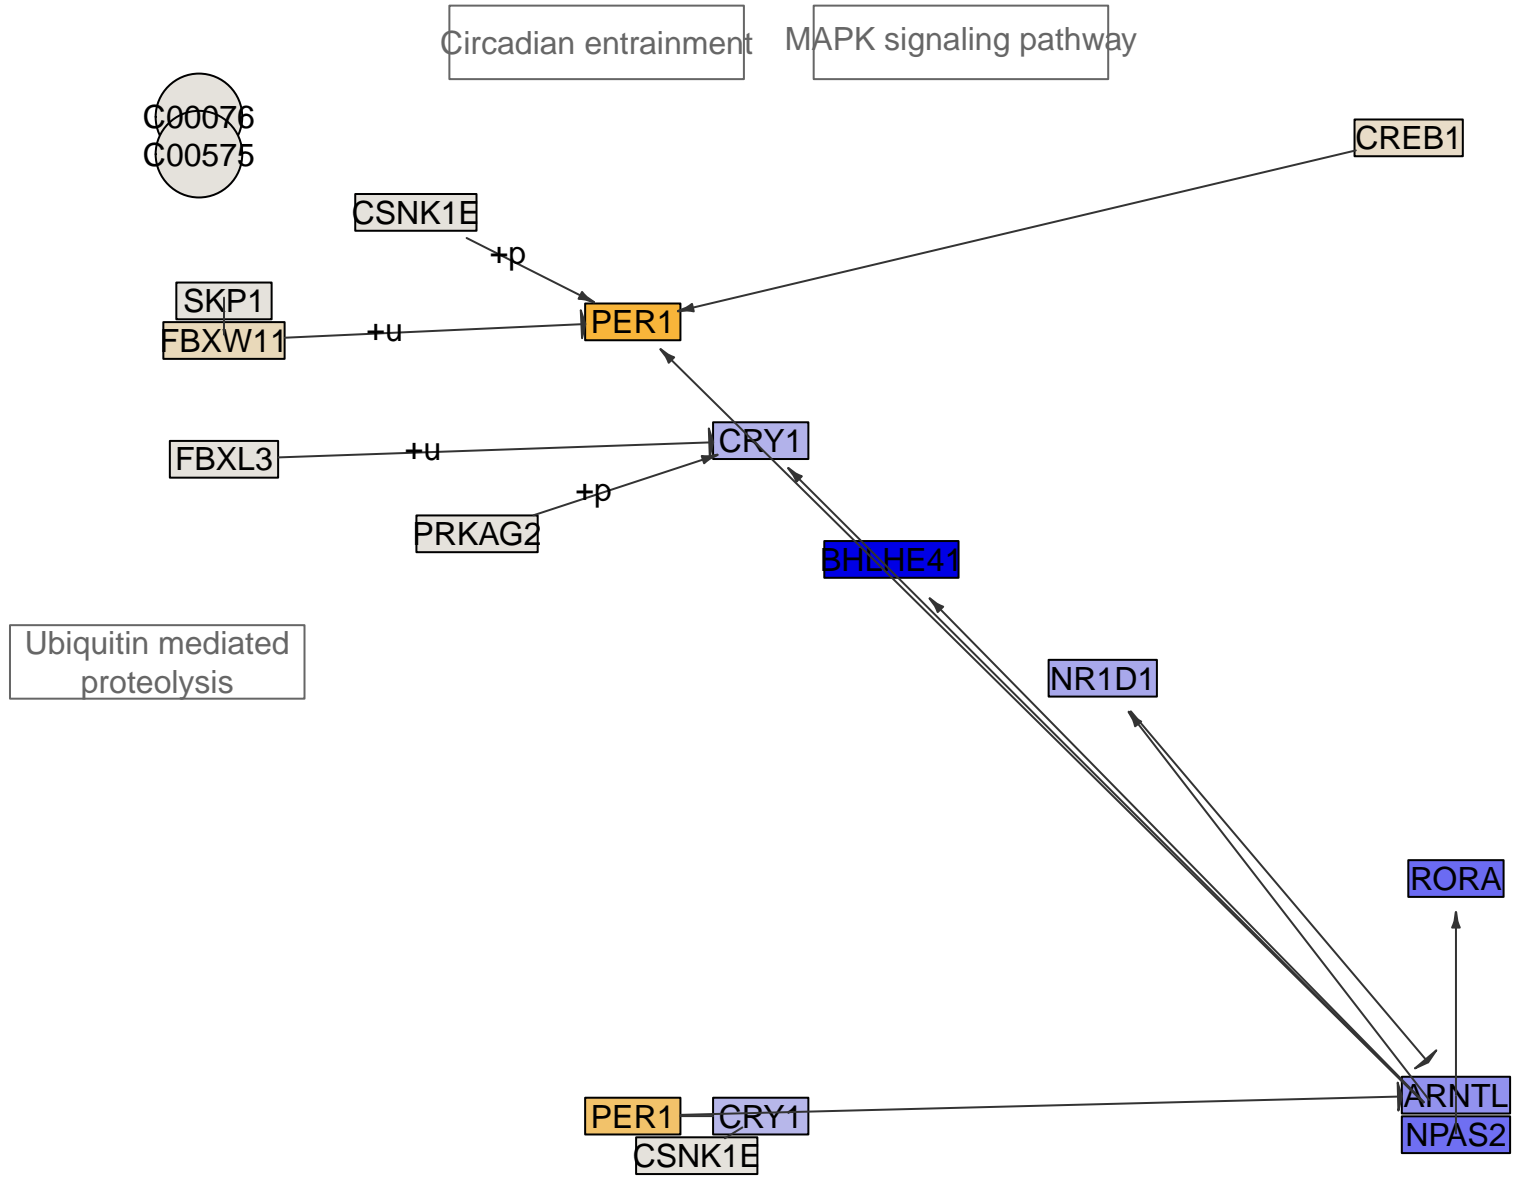 Circadian entrainment
MAPK signaling pathway
C00076
C00575
CREB1
CSNK1E
+p
SKP1
PER1
FBXW11
+u
CRY1
FBXL3
+u
+p
PRKAG2
BHLHE41
Ubiquitin mediated
proteolysis
NR1D1
RORA
ARNTL
PER1
CRY1
NPAS2
CSNK1E